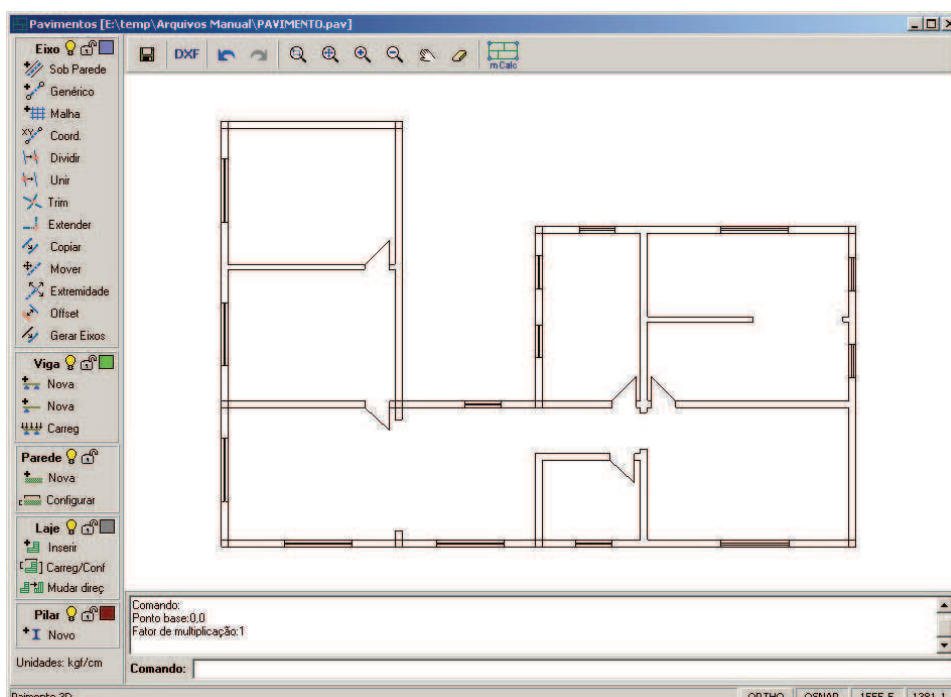 Pavimentos [E:\temp\Arquivos Manual\PAVIMENTO.pav]
DXF
mCalc
Eixo
Sob Parede
Genérico
Malha
XY
Coord.
Dividir
Unir
Trim
Extender
Copiar
Mover
Extremidade
Offset
Gerar Eixos
Viga
Nova
Nova
Carreg
Parede
Nova
Configurar
Laje
Inserir
Carreg/Conf
Mudar direç
Pilar
Novo
Unidades: kgf/cm
Comando:
Ponto base:0,0
Fator de multiplicação:1
Comando:
ORTHO OSNAP